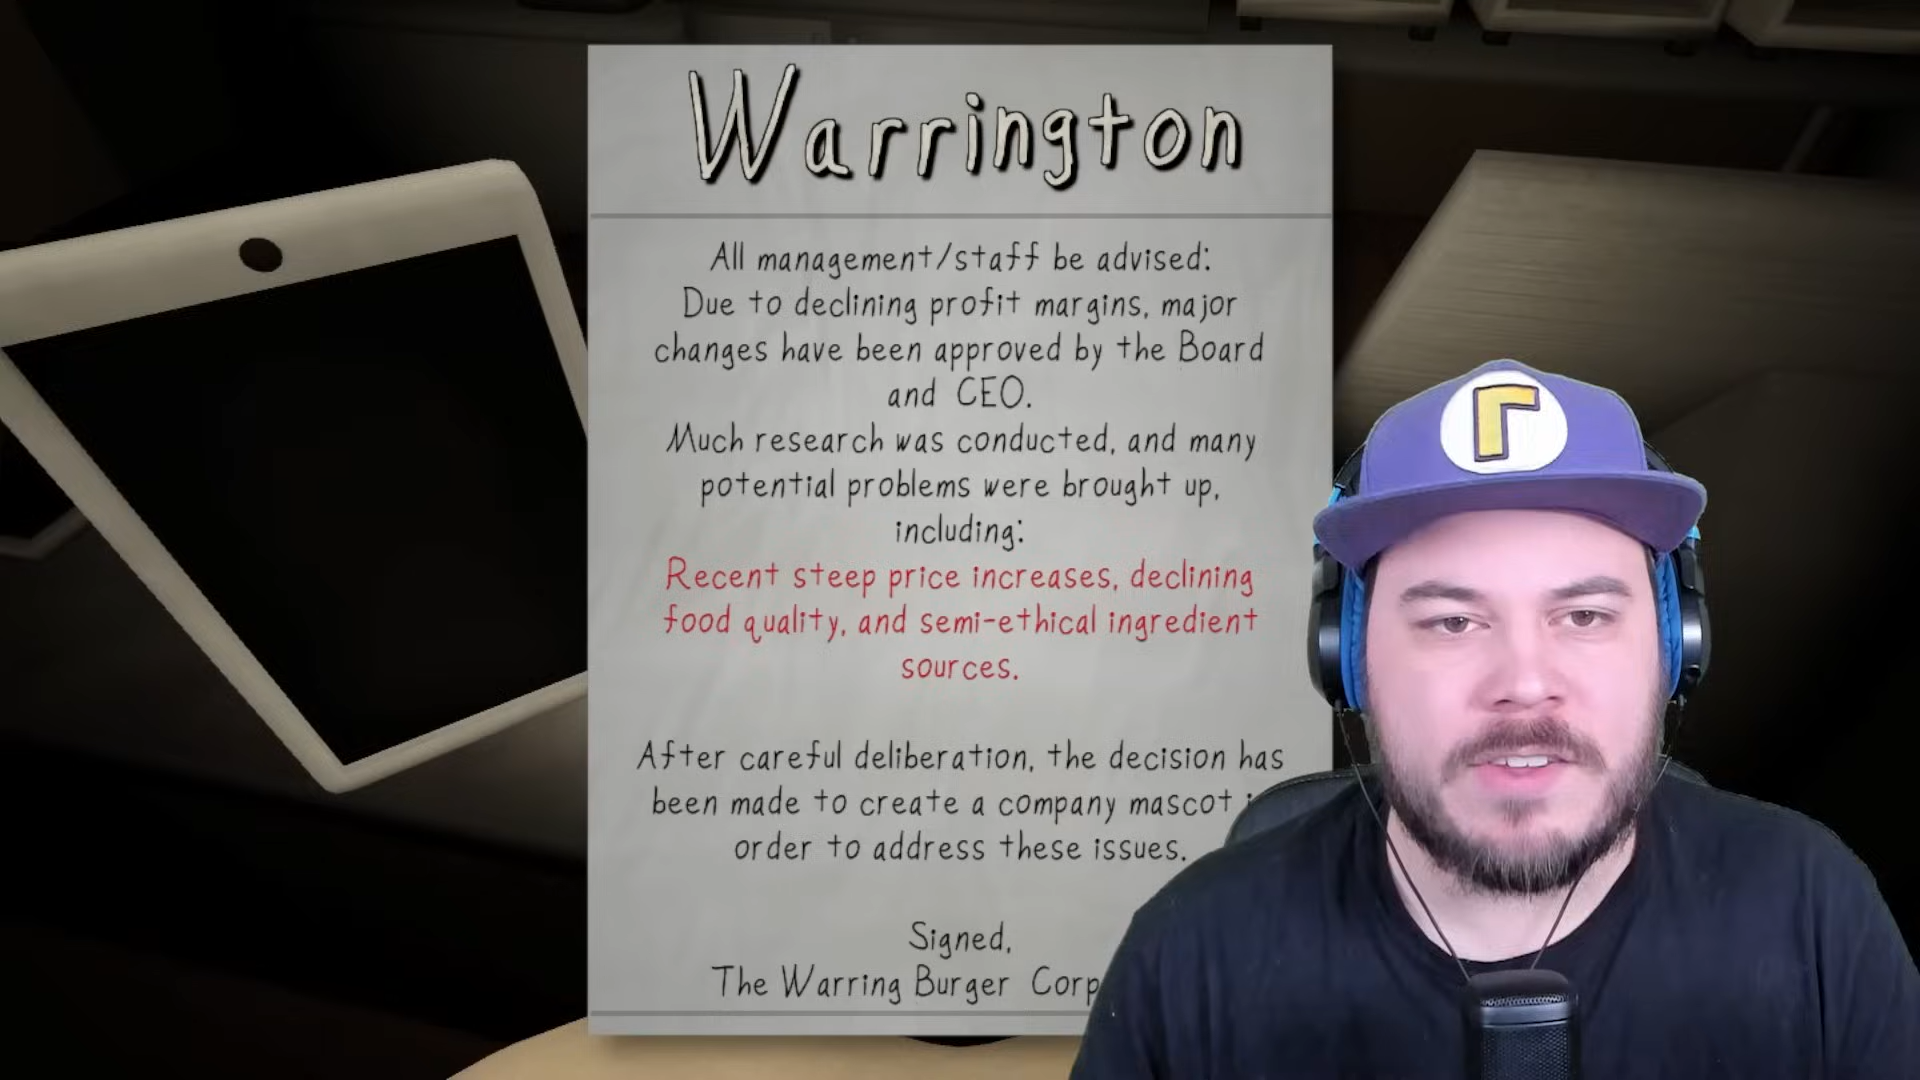 Warrington
All management/staff be advised:
Due to declining profit margins, major
changes have been approved by the Board
and CEO.
Much research was conducted, and many
potential problems were brought up,
including:
Recent steep price increases, declining
food quality, and semi-ethical ingredient
sources.
After careful deliberation, the decision has
been made to create a company mascot
order to address these issues.
Signed,
The Warring Burger Corp